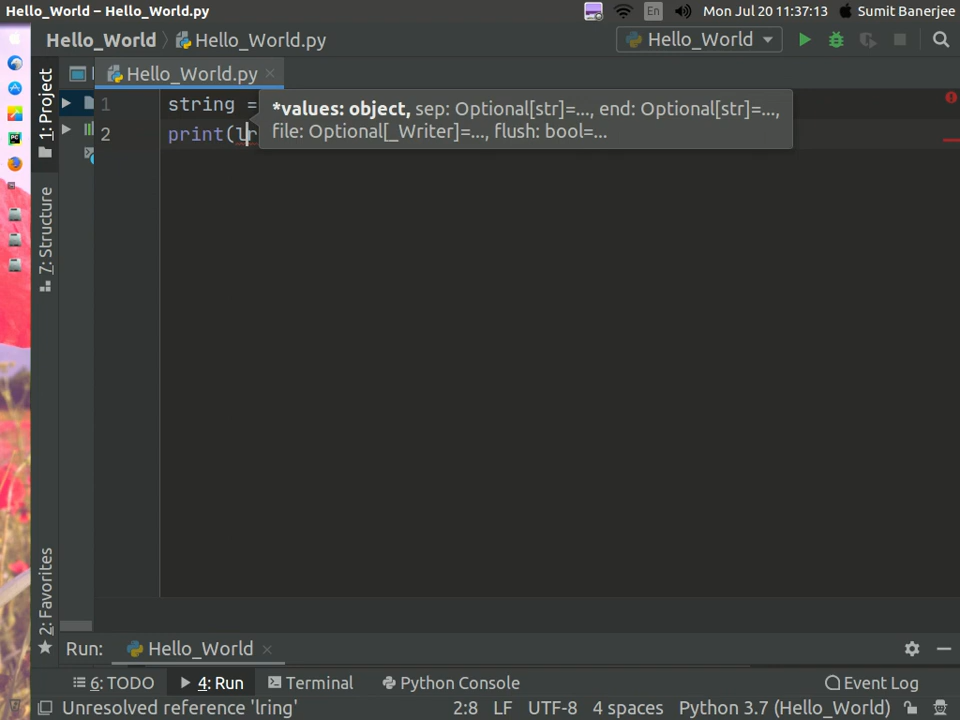 Hello_World – Hello_World.py
En
Mon Jul 20 11:37:13
Sumit Banerjee
Hello_World
Hello_World.py
Hello_World
1: Project
7: Structure
2: Favorites
Hello_World.py
1 string =
2 print(lr
*values: object, sep: Optional[str]=..., end: Optional[str]=...,
file: Optional[_Writer]=..., flush: bool=...
Run:
Hello_World
6: TODO
4: Run
Terminal
Python Console
Event Log
Unresolved reference 'lring'
2:8
LF
UTF-8
4 spaces
Python 3.7 (Hello_World)